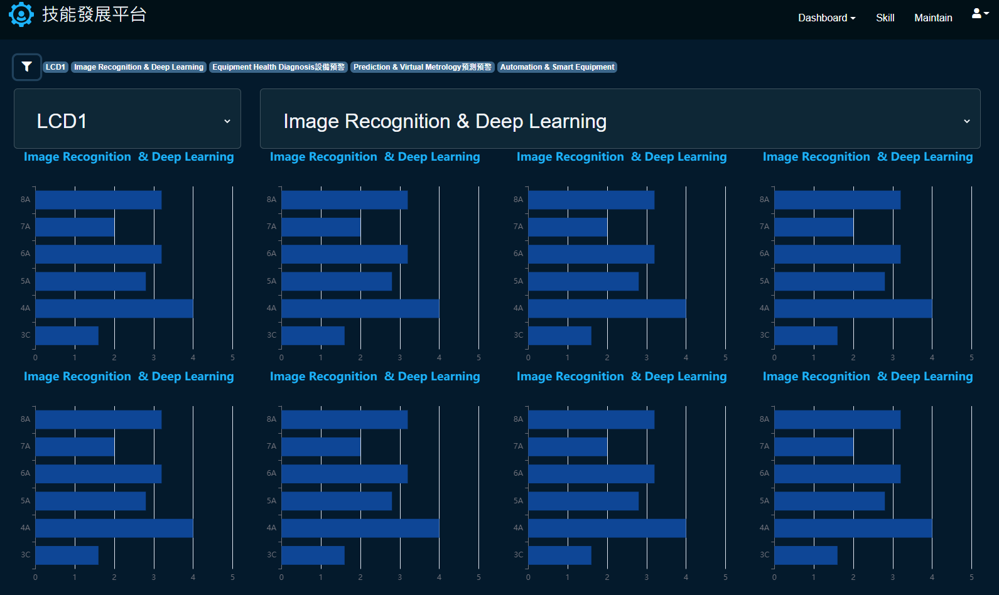 技能發展平台
Dashboard Skill Maintain
LCD1 Image Recognition & Deep Learning Equipment Health Diagnosis設備預警 Prediction & Virtual Metrology預測預警 Automation & Smart Equipment
LCD1 Image Recognition & Deep Learning
Image Recognition & Deep Learning Image Recognition & Deep Learning Image Recognition & Deep Learning Image Recognition & Deep Learning
8A 8A 8A 8A
7A 7A 7A 7A
6A 6A 6A 6A
5A 5A 5A 5A
4A 4A 4A 4A
3C 3C 3C 3C
0 1 2 3 4 5 0 1 2 3 4 5 0 1 2 3 4 5 0 1 2 3 4 5
Image Recognition & Deep Learning Image Recognition & Deep Learning Image Recognition & Deep Learning Image Recognition & Deep Learning
8A 8A 8A 8A
7A 7A 7A 7A
6A 6A 6A 6A
5A 5A 5A 5A
4A 4A 4A 4A
3C 3C 3C 3C
0 1 2 3 4 5 0 1 2 3 4 5 0 1 2 3 4 5 0 1 2 3 4 5